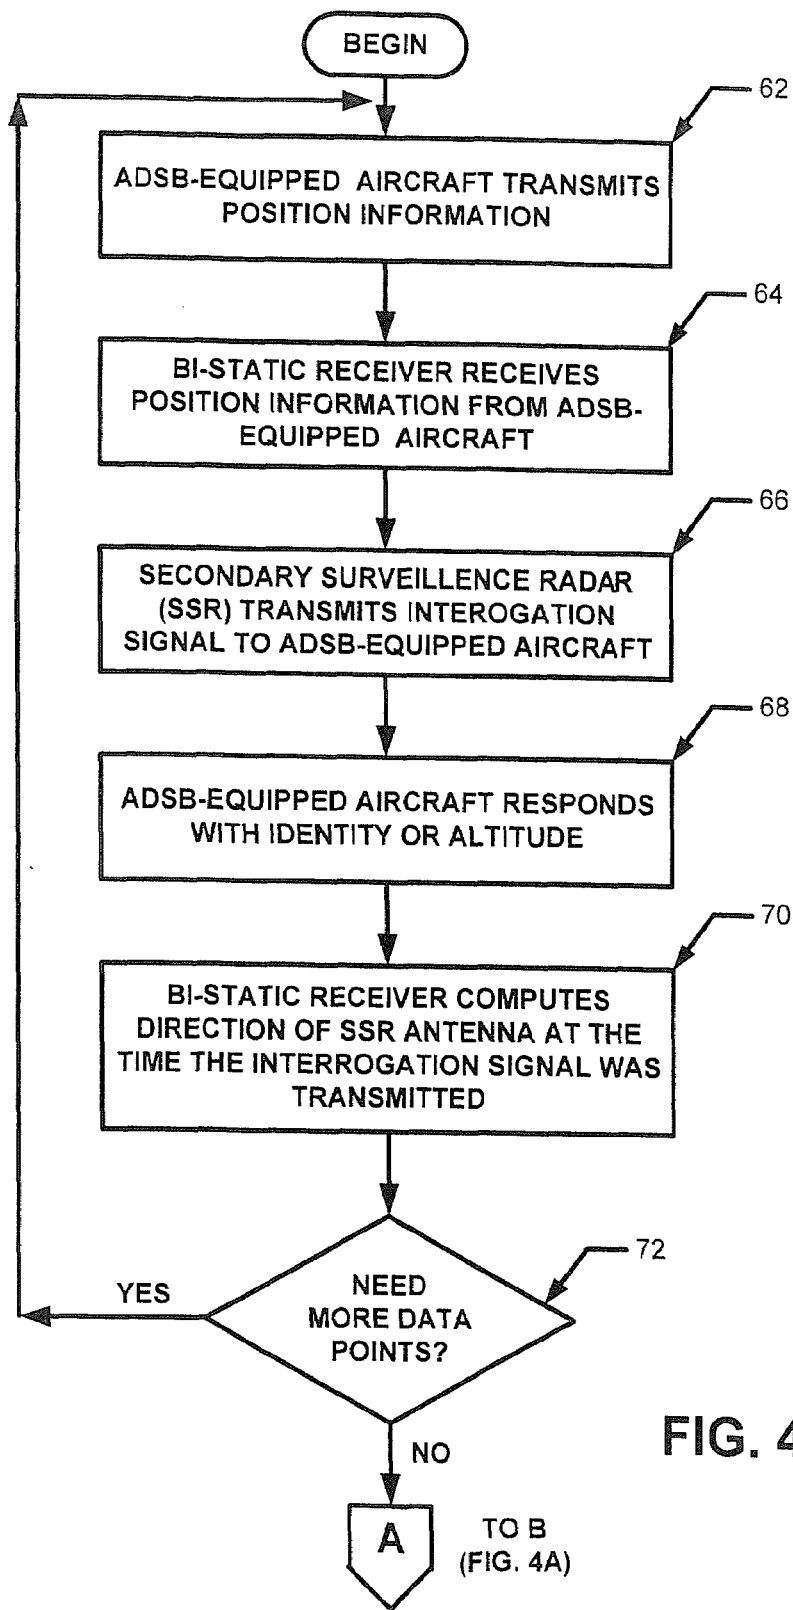 BEGIN
62
ADSB-EQUIPPED AIRCRAFT TRANSMITS
POSITION INFORMATION
64
BI-STATIC RECEIVER RECEIVES
POSITION INFORMATION FROM ADSB-
EQUIPPED AIRCRAFT
66
SECONDARY SURVEILLENCE RADAR
(SSR) TRANSMITS INTEROGATION
SIGNAL TO ADSB-EQUIPPED AIRCRAFT
68
ADSB-EQUIPPED AIRCRAFT RESPONDS
WITH IDENTITY OR ALTITUDE
70
BI-STATIC RECEIVER COMPUTES
DIRECTION OF SSR ANTENNA AT THE
TIME THE INTERROGATION SIGNAL WAS
TRANSMITTED
72
NEED
MORE DATA
POINTS?
YES
NO
FIG. 4
A
TO B
(FIG. 4A)